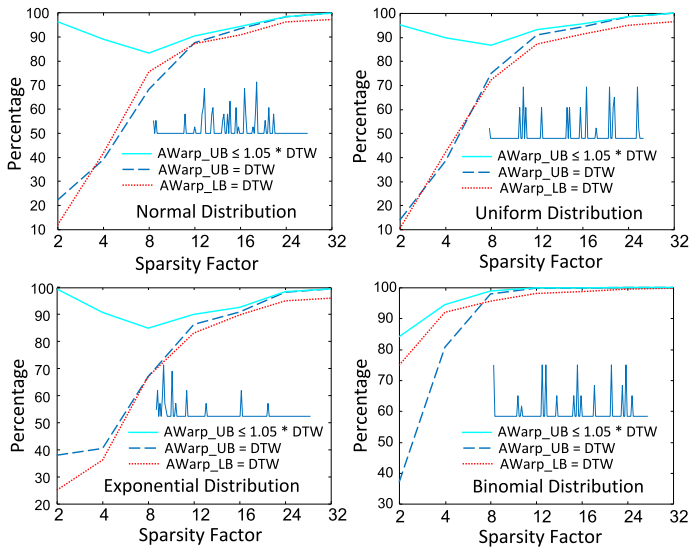 100
90
80
70
60
50
40
30
20
10
Percentage
AWarp_UB ≤ 1.05 * DTW
AWarp_UB = DTW
AWarp_LB = DTW
Normal Distribution
2 4 8 12 16 24 32
Sparsity Factor
100
90
80
70
60
50
40
30
20
10
Percentage
AWarp_UB ≤ 1.05 * DTW
AWarp_UB = DTW
AWarp_LB = DTW
Uniform Distribution
2 4 8 12 16 24 32
Sparsity Factor
100
90
80
70
60
50
40
30
20
Percentage
AWarp_UB ≤ 1.05 * DTW
AWarp_UB = DTW
AWarp_LB = DTW
Exponential Distribution
2 4 8 12 16 24 32
Sparsity Factor
100
90
80
70
60
50
40
30
Percentage
AWarp_UB ≤ 1.05 * DTW
AWarp_UB = DTW
AWarp_LB = DTW
Binomial Distribution
2 4 8 12 16 24 32
Sparsity Factor